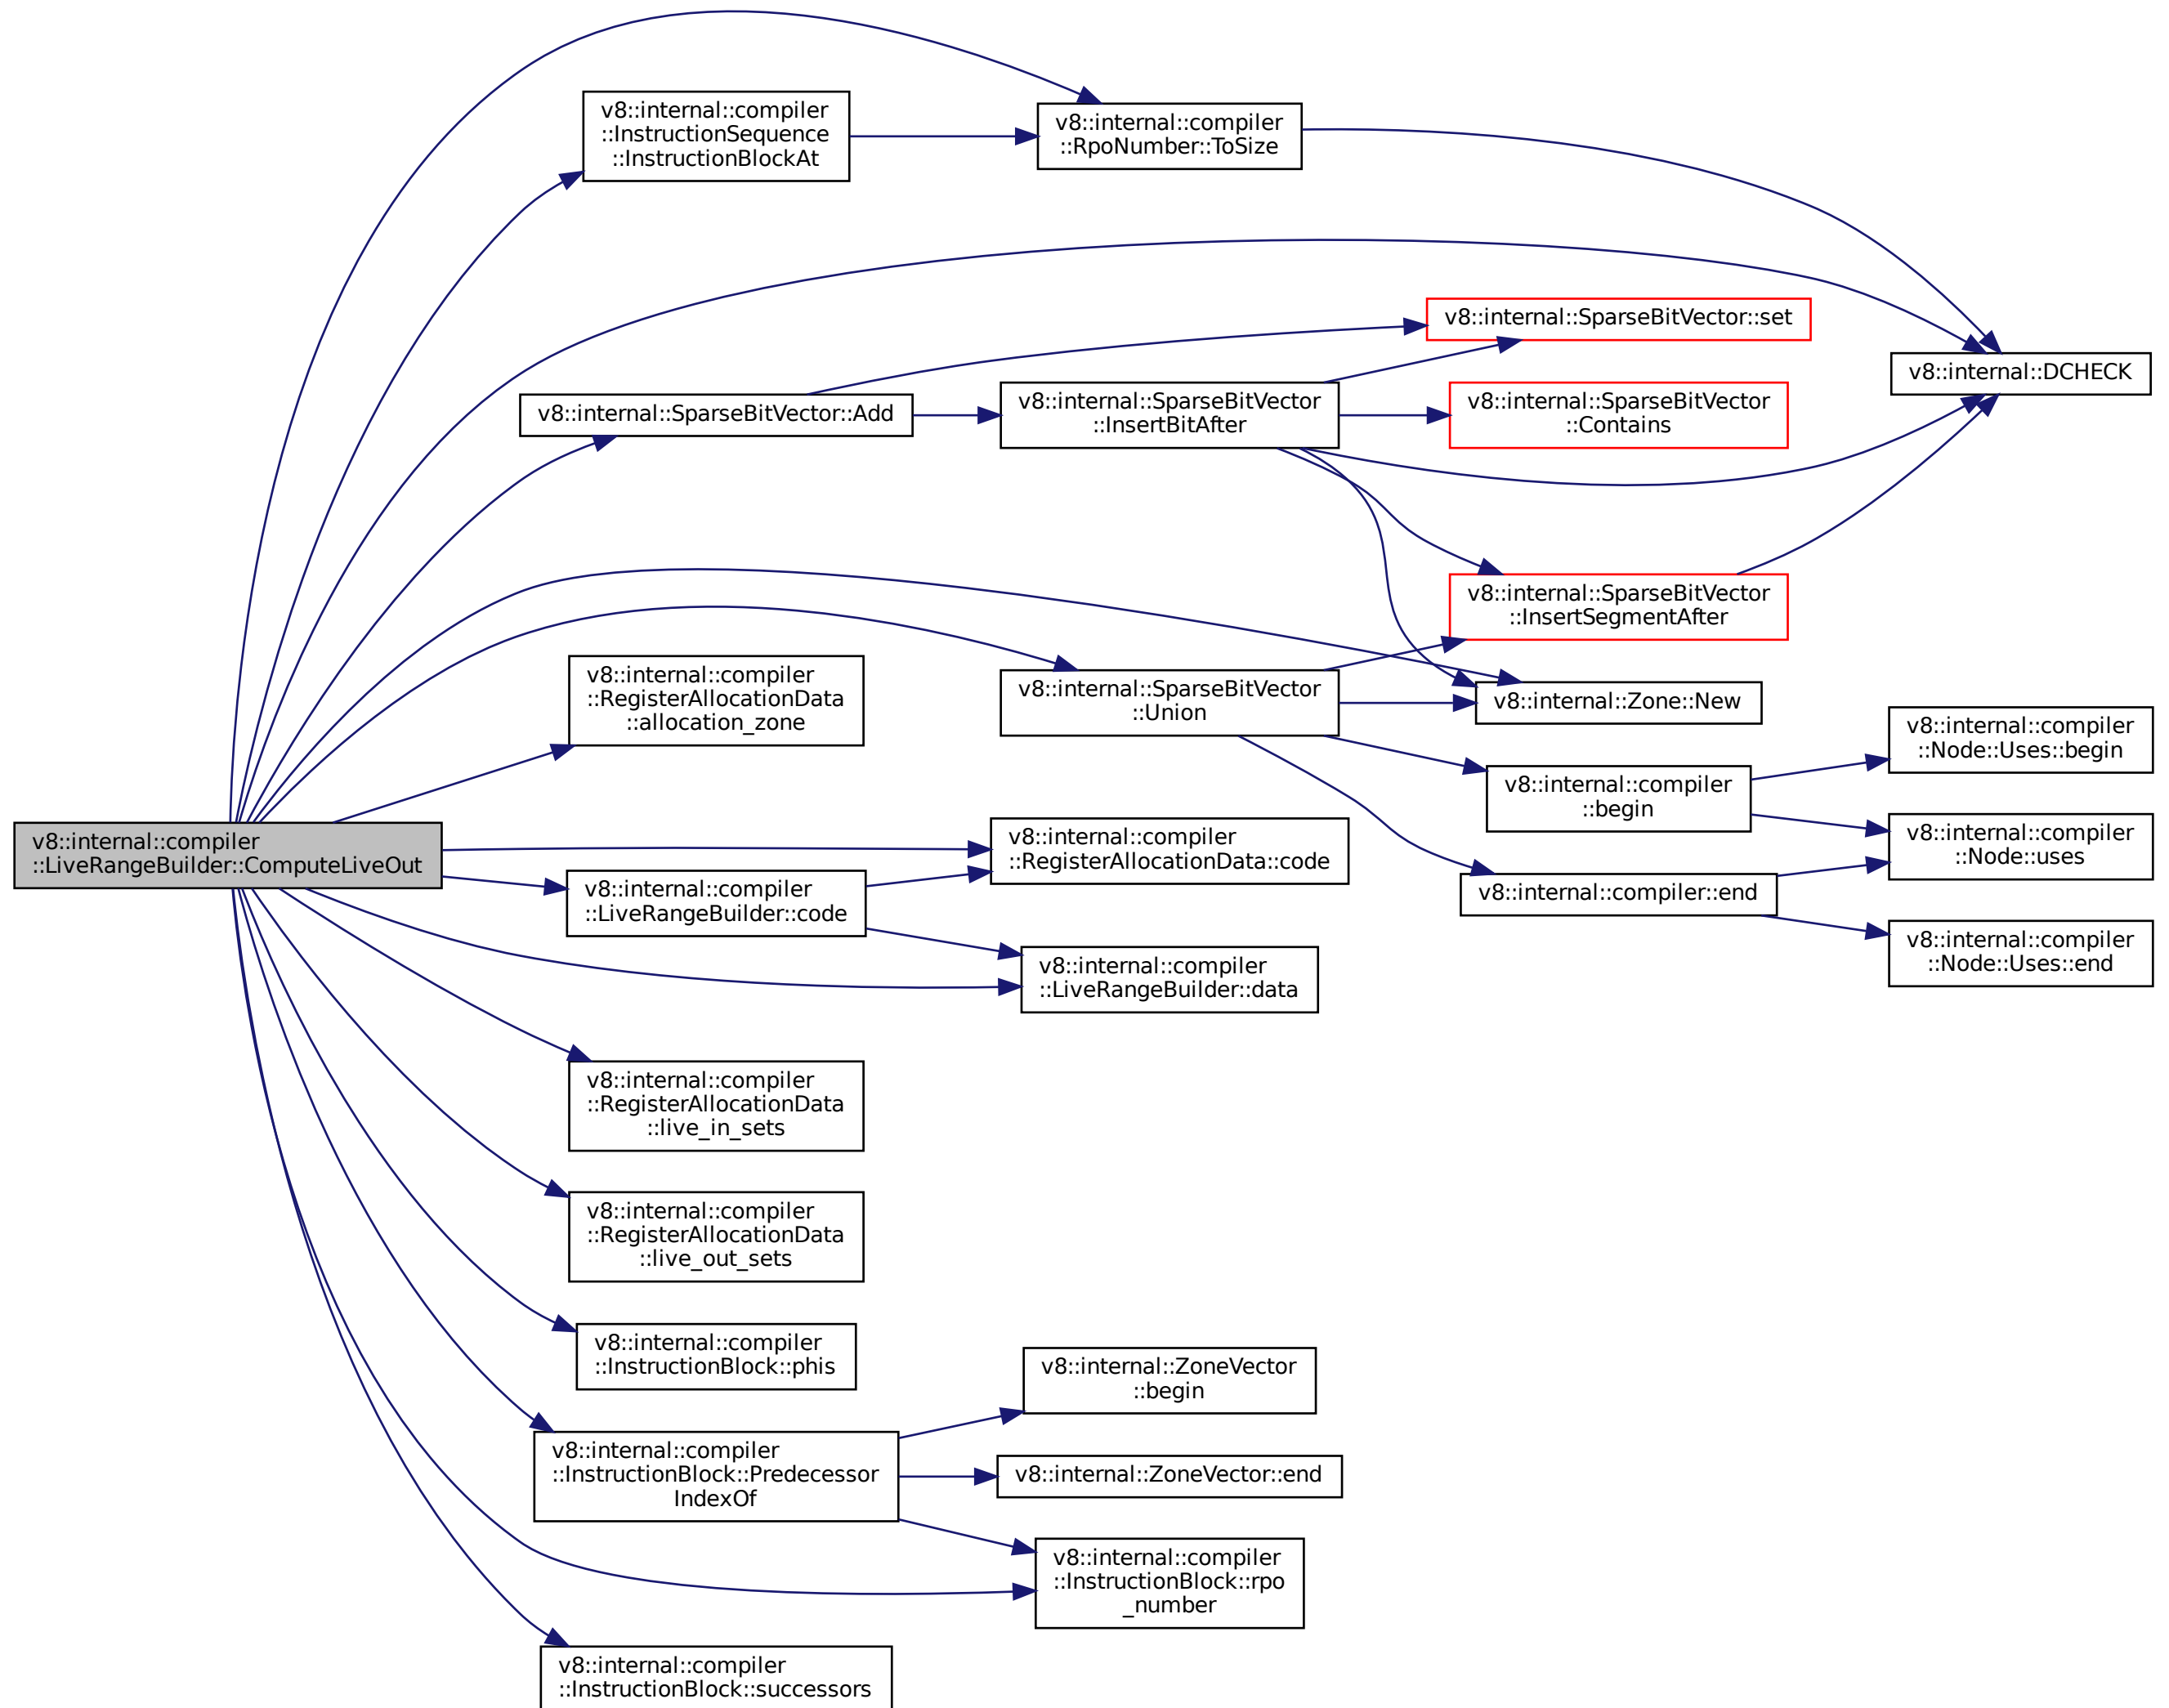 v8::internal::compiler
::InstructionSequence
::InstructionBlockAt
v8::internal::compiler
::RpoNumber::ToSize
v8::internal::SparseBitVector::set
v8::internal::DCHECK
v8::internal::SparseBitVector::Add
v8::internal::SparseBitVector
::InsertBitAfter
v8::internal::SparseBitVector
::Contains
v8::internal::SparseBitVector
::InsertSegmentAfter
v8::internal::compiler
::RegisterAllocationData
::allocation_zone
v8::internal::SparseBitVector
::Union
v8::internal::Zone::New
v8::internal::compiler
::Node::Uses::begin
v8::internal::compiler
::begin
v8::internal::compiler
::Node::uses
v8::internal::compiler
::LiveRangeBuilder::ComputeLiveOut
v8::internal::compiler
::RegisterAllocationData::code
v8::internal::compiler
::LiveRangeBuilder::code
v8::internal::compiler::end
v8::internal::compiler
::Node::Uses::end
v8::internal::compiler
::LiveRangeBuilder::data
v8::internal::compiler
::RegisterAllocationData
::live_in_sets
v8::internal::compiler
::RegisterAllocationData
::live_out_sets
v8::internal::compiler
::InstructionBlock::phis
v8::internal::ZoneVector
::begin
v8::internal::compiler
::InstructionBlock::Predecessor
IndexOf
v8::internal::ZoneVector::end
v8::internal::compiler
::InstructionBlock::rpo
_number
v8::internal::compiler
::InstructionBlock::successors